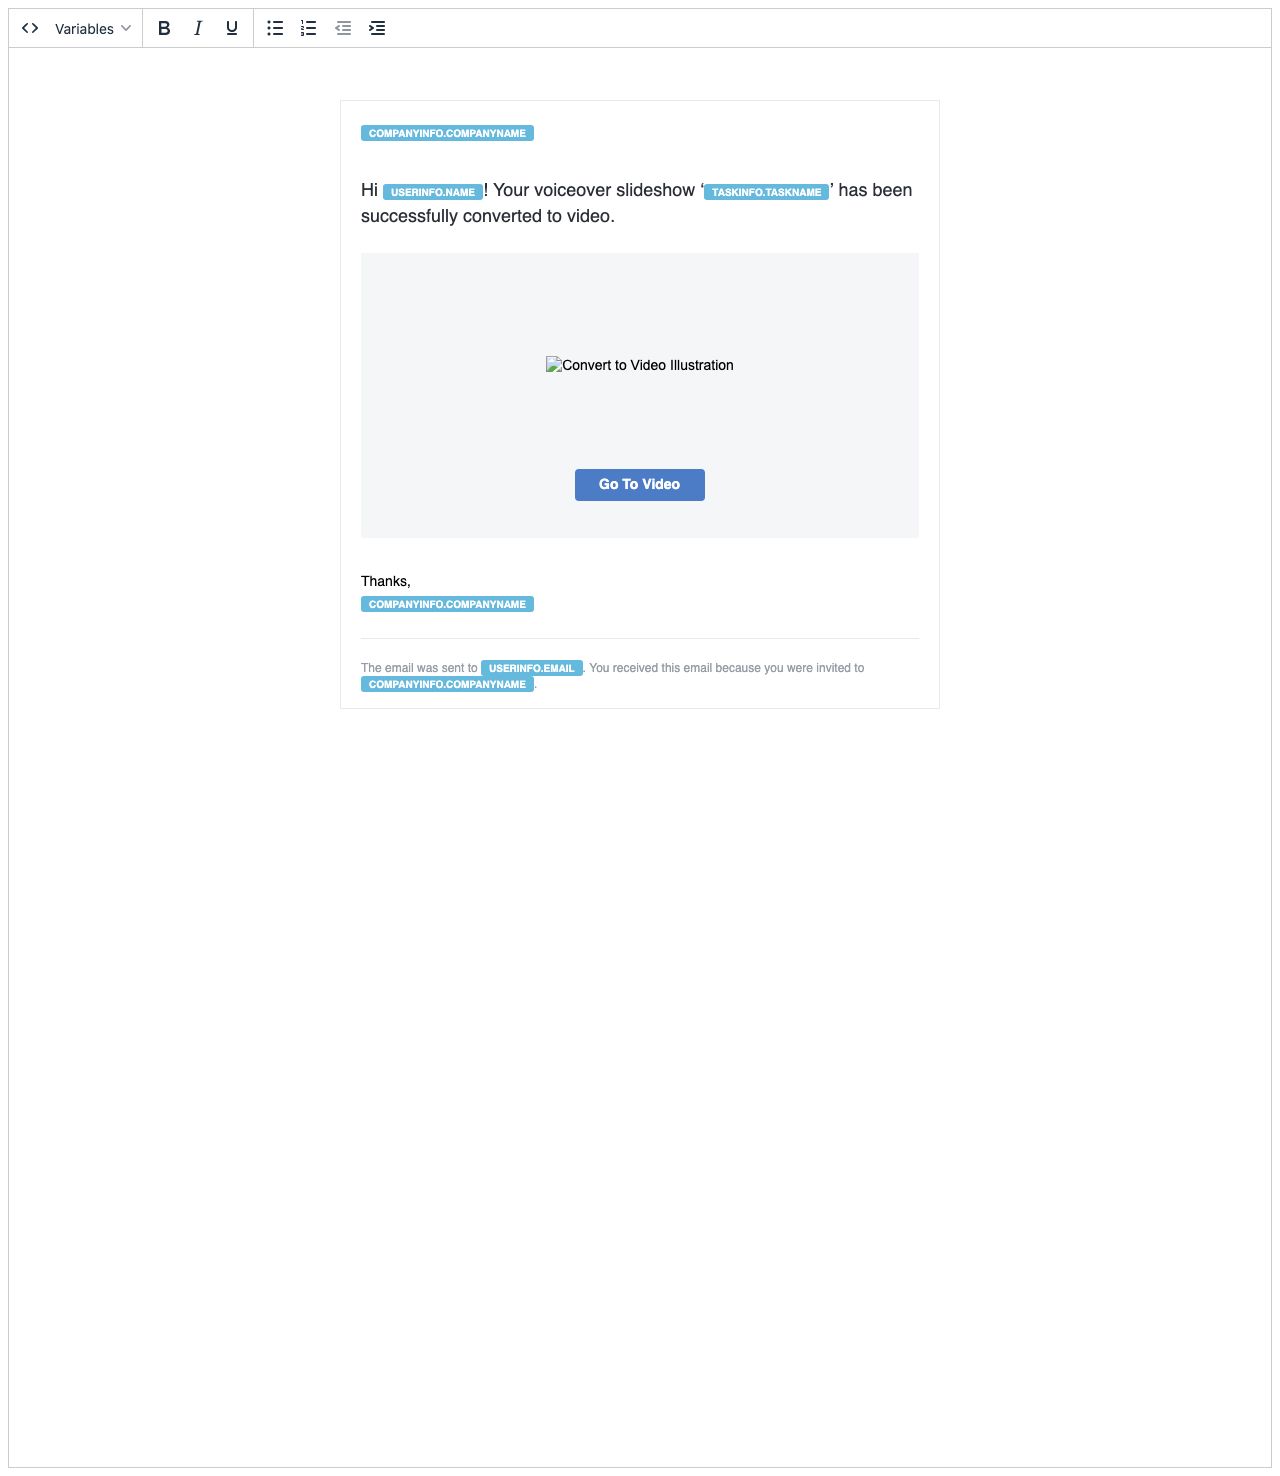 Variables
COMPANYINFO.COMPANYNAME
Hi USERINFO.NAME! Your voiceover slideshow ‘TASKINFO.TASKNAME’ has been
successfully converted to video.
Convert to Video Illustration
Go To Video
Thanks,
COMPANYINFO.COMPANYNAME
The email was sent to USERINFO.EMAIL. You received this email because you were invited to
COMPANYINFO.COMPANYNAME.